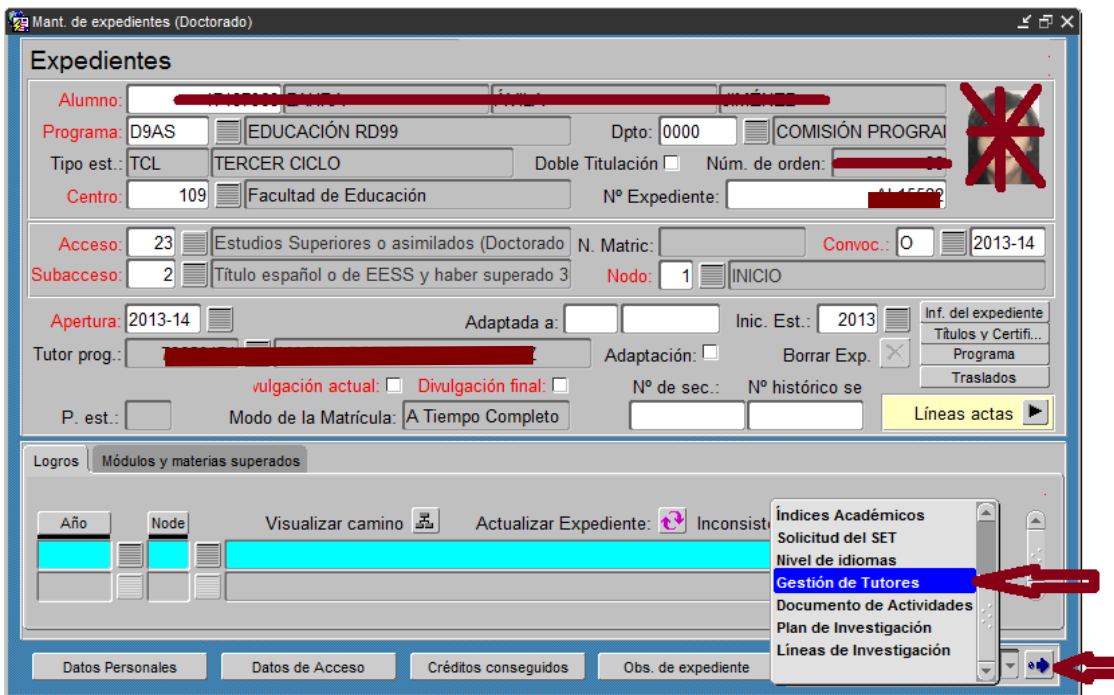 Mant. de expedientes (Doctorado)
Expedientes
Alumno:
Programa: D9AS EDUCACIÓN RD99 Dpto: 0000 COMISIÓN PROGRAI
Tipo est.: TCL TERCER CICLO Doble Titulación Núm. de orden:
Centro: 109 Facultad de Educación Nº Expediente:
Acceso: 23 Estudios Superiores o asimilados (Doctorado N. Matric: Convoc.: O 2013-14
Subacceso: 2 Título español o de EESS y haber superado 3 Nodo: 1 INICIO
Apertura: 2013-14 Adaptada a: Inic. Est.: 2013 Inf. del expediente
Títulos y Certifi...
Tutor prog.: Adaptación: Borrar Exp. Programa
Traslados
vulgación actual: Divulgación final: Nº de sec.: Nº histórico se
P. est.: Modo de la Matrícula: A Tiempo Completo Líneas actas
Logros Módulos y materias superados
Año Node Visualizar camino Actualizar Expediente: Inconsist
Índices Académicos
Solicitud del SET
Nivel de idiomas
Gestión de Tutores
Documento de Actividades
Plan de Investigación
Líneas de Investigación
Datos Personales Datos de Acceso Créditos conseguidos Obs. de expediente